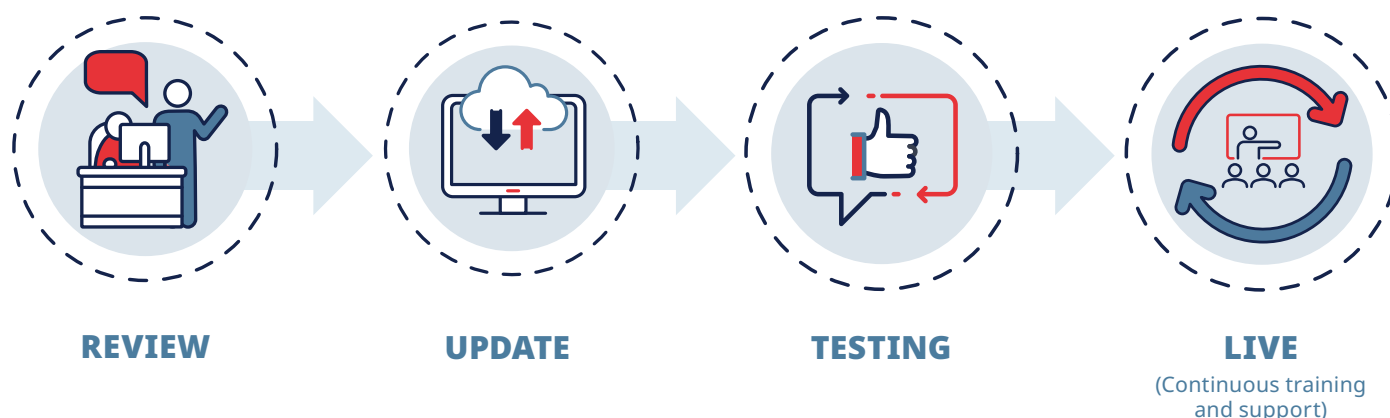 REVIEW
UPDATE
TESTING
LIVE
(Continuous training
and support)